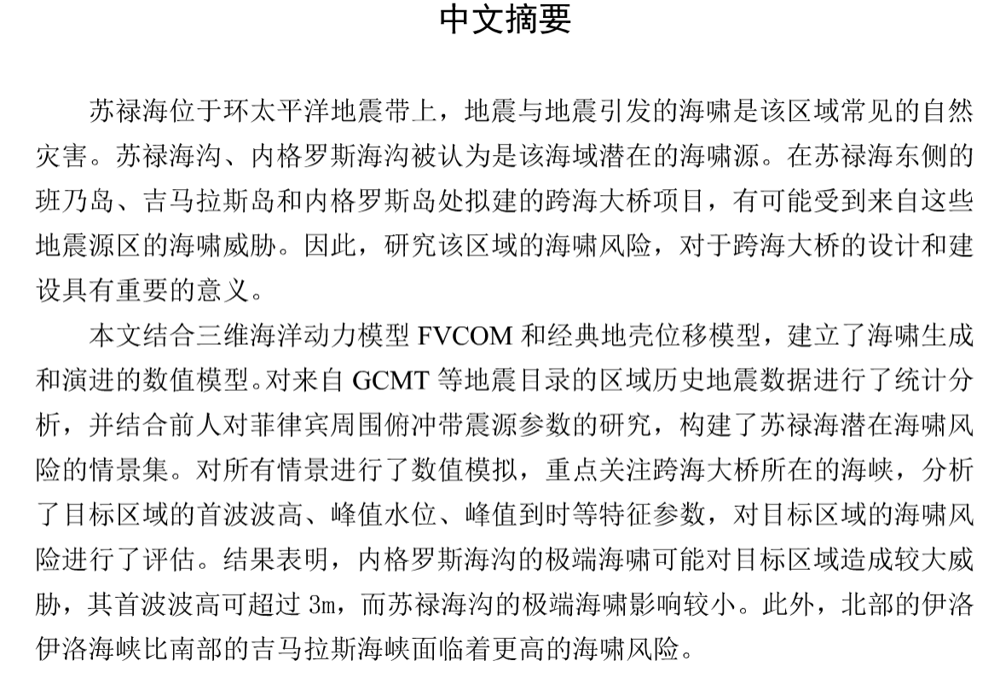 中文摘要
苏禄海位于环太平洋地震带上，地震与地震引发的海啸是该区域常见的自然
灾害。苏禄海沟、内格罗斯海沟被认为是该海域潜在的海啸源。在苏禄海东侧的
班乃岛、吉马拉斯岛和内格罗斯岛处拟建的跨海大桥项目，有可能受到来自这些
地震源区的海啸威胁。因此，研究该区域的海啸风险，对于跨海大桥的设计和建
设具有重要的意义。
本文结合三维海洋动力模型 FVCOM 和经典地壳位移模型，建立了海啸生成
和演进的数值模型。对来自 GCMT 等地震目录的区域历史地震数据进行了统计分
析，并结合前人对菲律宾周围俯冲带震源参数的研究，构建了苏禄海潜在海啸风
险的情景集。对所有情景进行了数值模拟，重点关注跨海大桥所在的海峡，分析
了目标区域的首波波高、峰值水位、峰值到时等特征参数，对目标区域的海啸风
险进行了评估。结果表明，内格罗斯海沟的极端海啸可能对目标区域造成较大威
胁，其首波波高可超过 3m，而苏禄海沟的极端海啸影响较小。此外，北部的伊洛
伊洛海峡比南部的吉马拉斯海峡面临着更高的海啸风险。